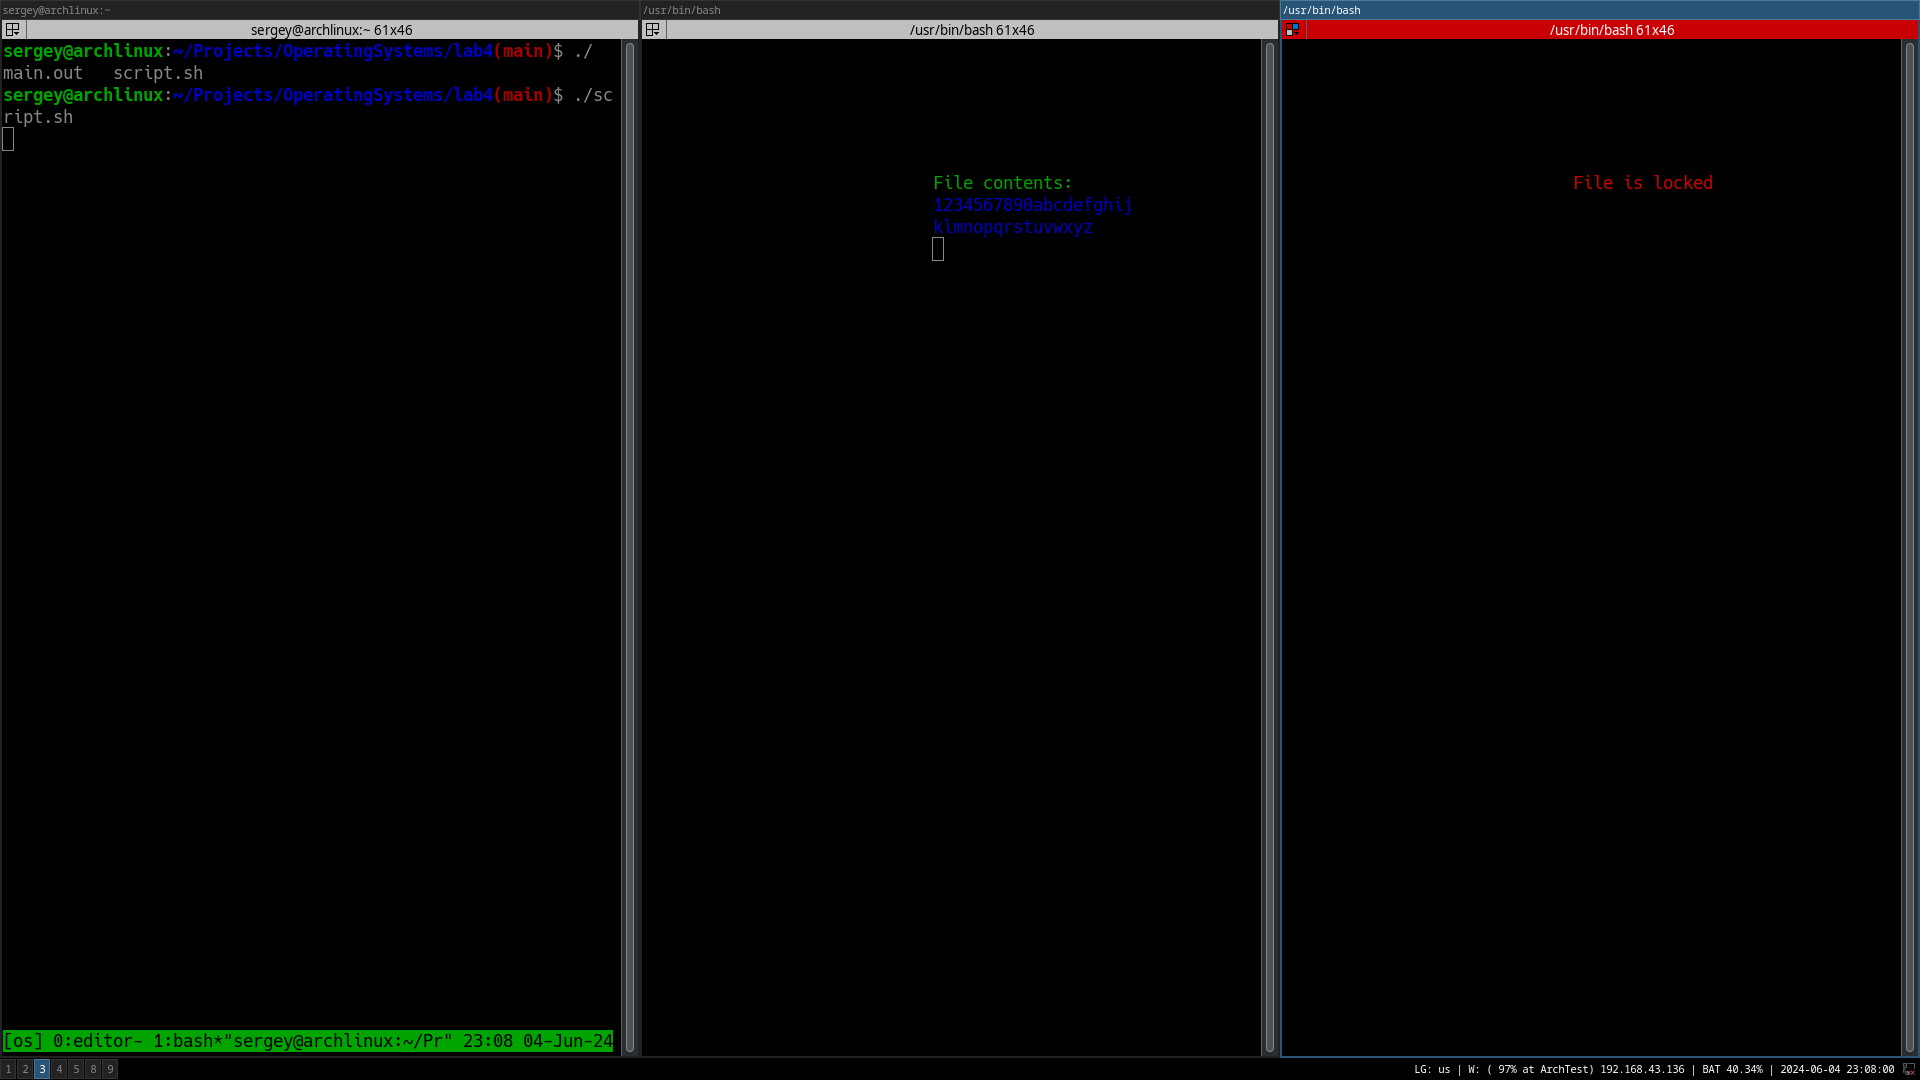 sergey@archlinux:~
sergey@archlinux:~ 61x46
sergey@archlinux:~/Projects/OperatingSystems/lab4(main)$ ./
main.out   script.sh
sergey@archlinux:~/Projects/OperatingSystems/lab4(main)$ ./sc
ript.sh
[os] 0:editor- 1:bash*"sergey@archlinux:~/Pr" 23:08 04-Jun-24
/usr/bin/bash
/usr/bin/bash 61x46
File contents:
1234567890abcdefghij
klmnopqrstuvwxyz
/usr/bin/bash
/usr/bin/bash 61x46
File is locked
1 2 3 4 5 8 9
LG: us | W: ( 97% at ArchTest) 192.168.43.136 | BAT 40.34% | 2024-06-04 23:08:00